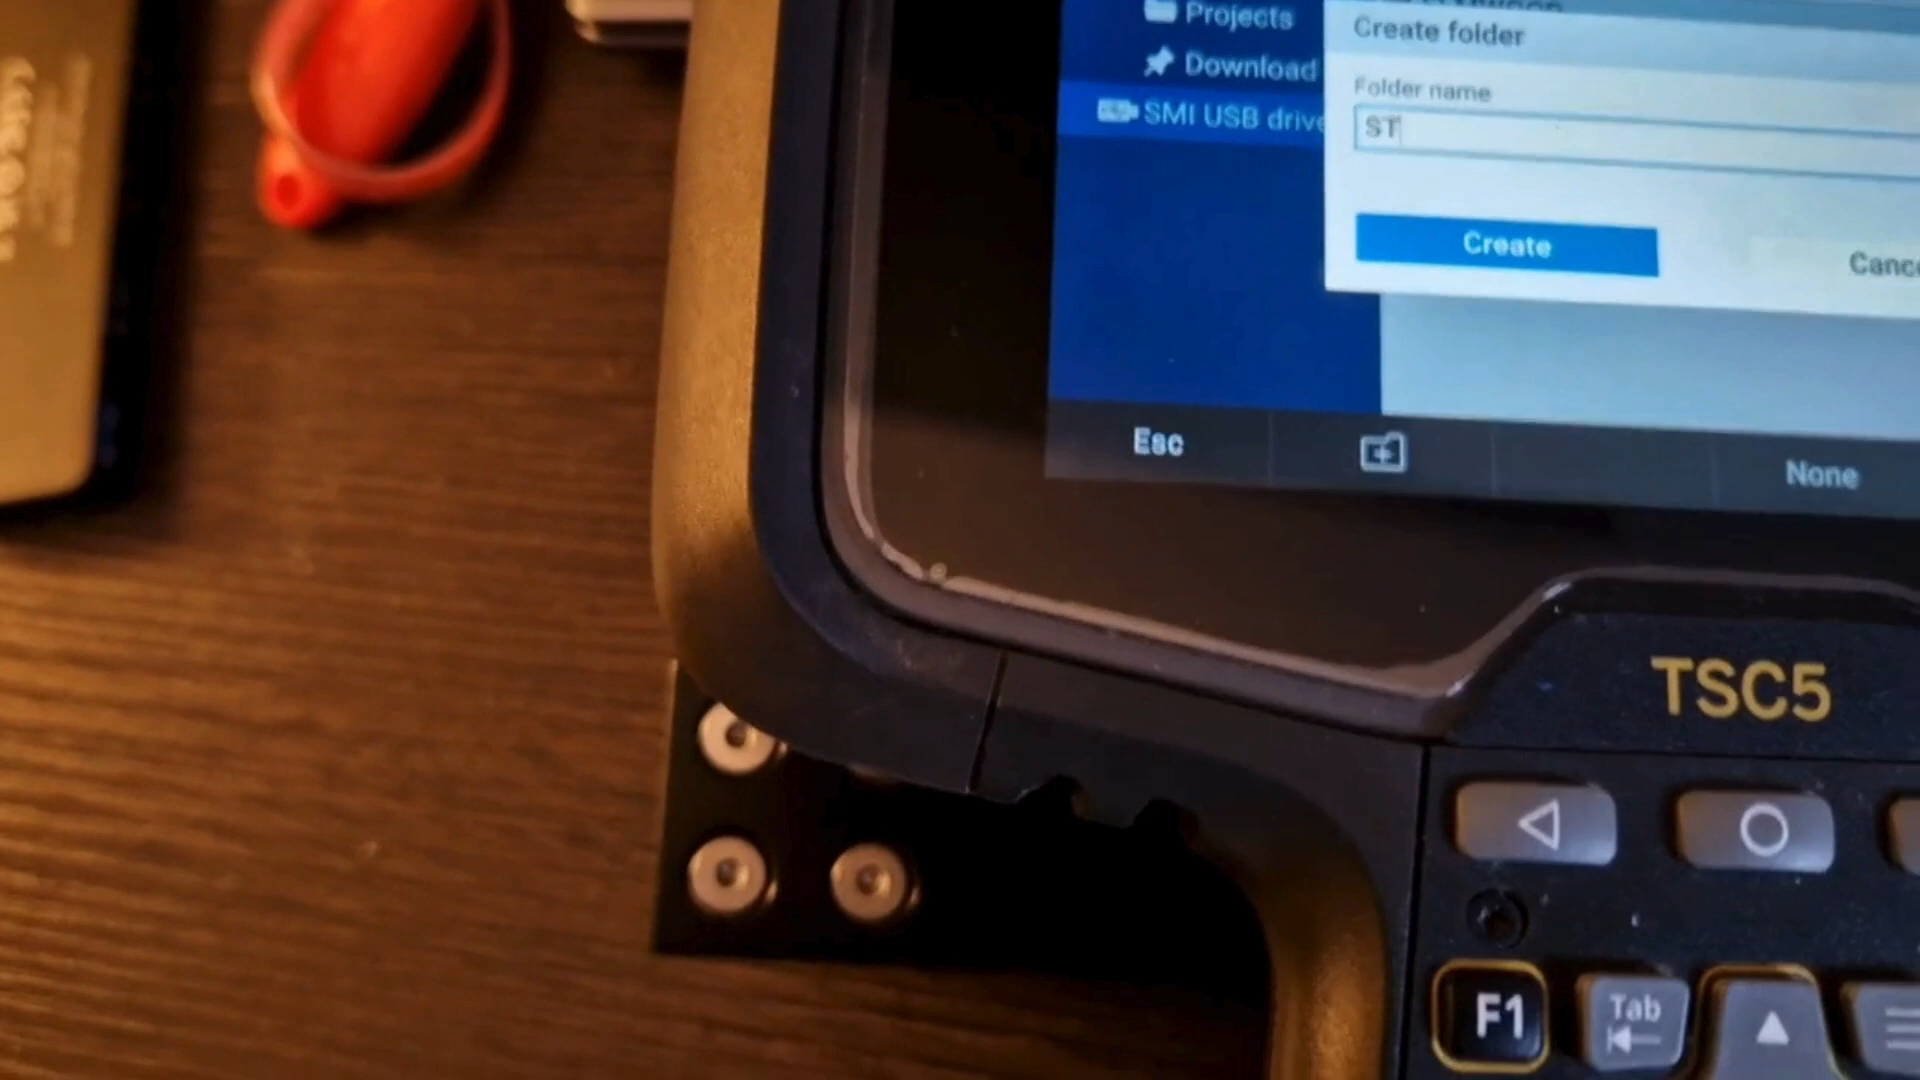 Projects
Create folder
Download
Folder name
SMI USB drive
ST
Create
Esc
None
TSC5
F1
Tab